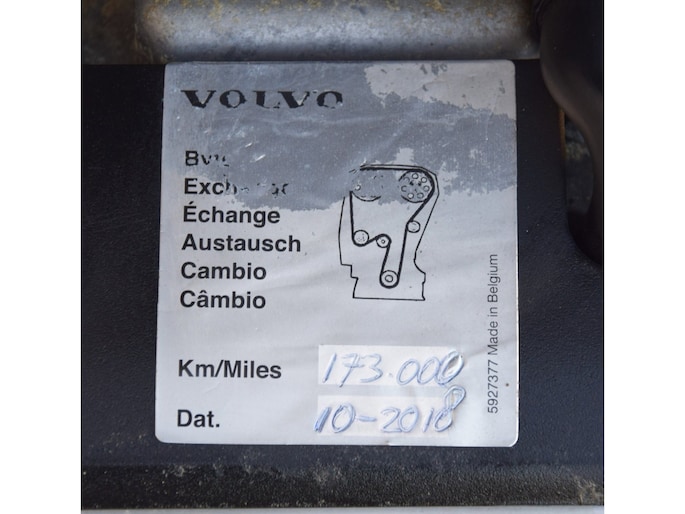 VOLVO
Échange
Austausch
Cambio
Câmbio
Km/Miles 173.000
Dat. 10-2018
5927377 Made in Belgium